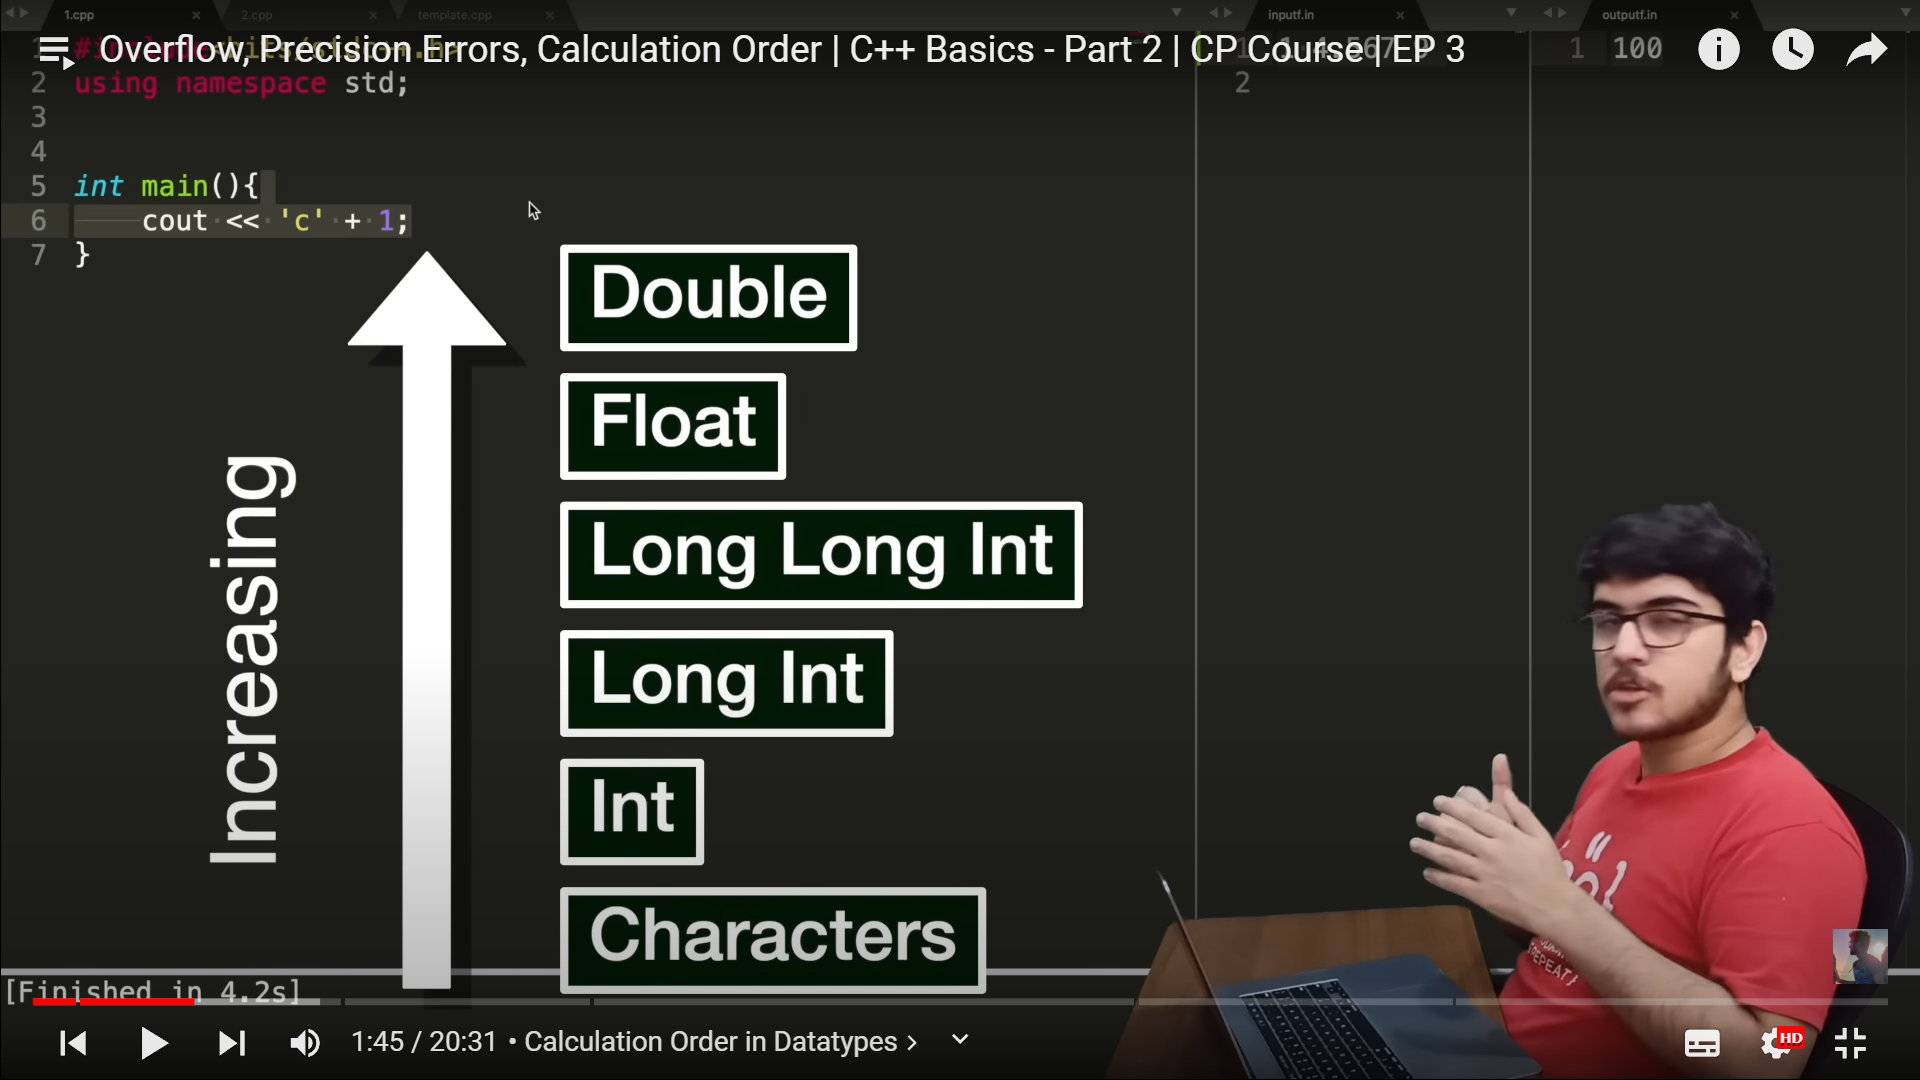 1.cpp
2.cpp
template.cpp
inputf.in
outputf.in
Overflow, Precision Errors, Calculation Order | C++ Basics - Part 2 | CP Course | EP 3
1
1
1 100
2 using namespace std;
2
3
4
5 int main(){
6 cout << 'c' + 1;
7 }
Double
Float
Long Long Int
Long Int
Int
Characters
Increasing
REPEAT}
[Finished in 4.2s]
1:45 / 20:31 • Calculation Order in Datatypes ›
HD